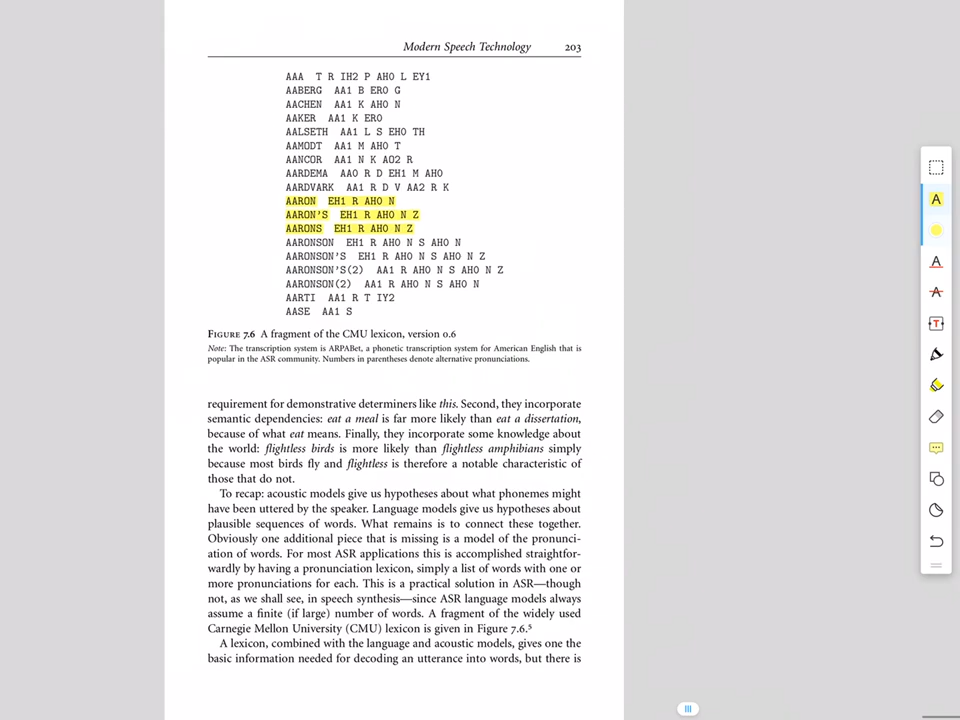 Modern Speech Technology 203
AAA T R IH2 P AH0 L EY1
AABERG AA1 B ER0 G
AACHEN AA1 K AH0 N
AAKER AA1 K ER0
AALSETH AA1 L S EH0 TH
AAMODT AA1 M AH0 T
AANCOR AA1 N K AO2 R
AARDEMA AA0 R D EH1 M AH0
AARDVARK AA1 R D V AA2 R K
AARON EH1 R AH0 N
AARON'S EH1 R AH0 N Z
AARONS EH1 R AH0 N Z
AARONSON EH1 R AH0 N S AH0 N
AARONSON'S EH1 R AH0 N S AH0 N Z
AARONSON'S(2) AA1 R AH0 N S AH0 N Z
AARONSON(2) AA1 R AH0 N S AH0 N
AARTI AA1 R T IY2
AASE AA1 S
FIGURE 7.6 A fragment of the CMU lexicon, version 0.6
Note: The transcription system is ARPABet, a phonetic transcription system for American English that is
popular in the ASR community. Numbers in parentheses denote alternative pronunciations.
requirement for demonstrative determiners like this. Second, they incorporate
semantic dependencies: eat a meal is far more likely than eat a dissertation,
because of what eat means. Finally, they incorporate some knowledge about
the world: flightless birds is more likely than flightless amphibians simply
because most birds fly and flightless is therefore a notable characteristic of
those that do not.
To recap: acoustic models give us hypotheses about what phonemes might
have been uttered by the speaker. Language models give us hypotheses about
plausible sequences of words. What remains is to connect these together.
Obviously one additional piece that is missing is a model of the pronunci-
ation of words. For most ASR applications this is accomplished straightfor-
wardly by having a pronunciation lexicon, simply a list of words with one or
more pronunciations for each. This is a practical solution in ASR—though
not, as we shall see, in speech synthesis—since ASR language models always
assume a finite (if large) number of words. A fragment of the widely used
Carnegie Mellon University (CMU) lexicon is given in Figure 7.6.⁵
A lexicon, combined with the language and acoustic models, gives one the
basic information needed for decoding an utterance into words, but there is
A
A
A
T